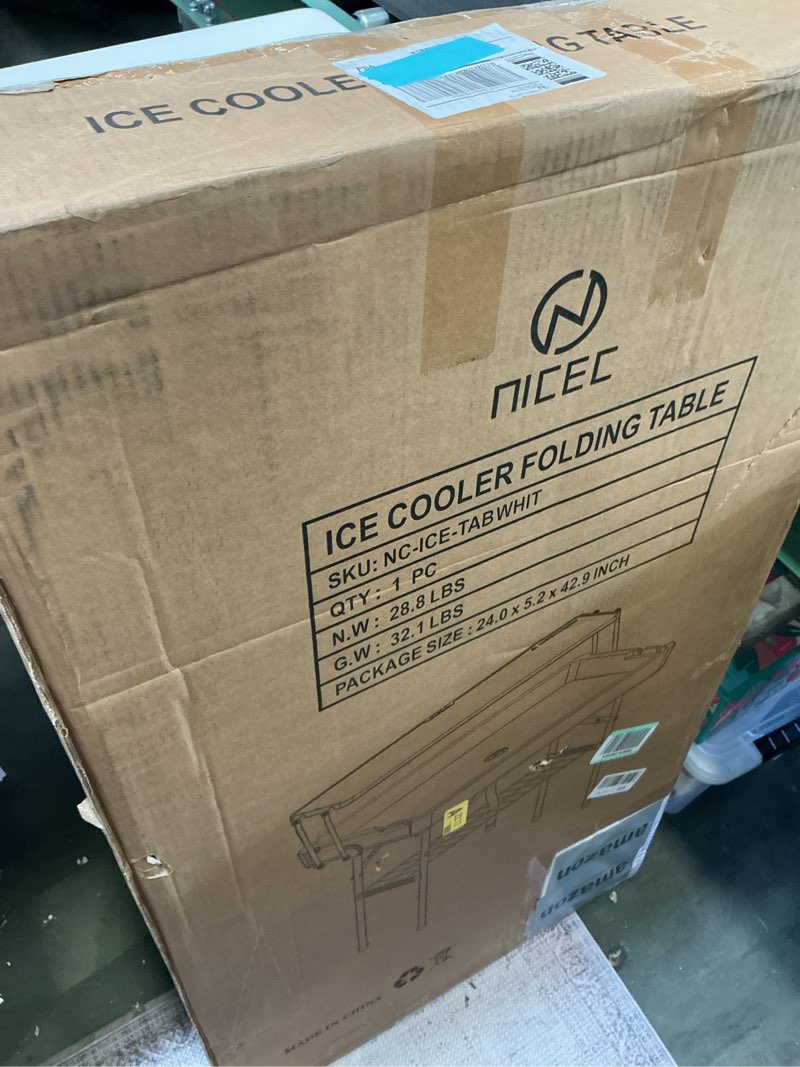 ICE COOLE G TABLE
NICEC
ICE COOLER FOLDING TABLE
SKU: NC-ICE-TABWHIT
QTY: 1 PC
N.W: 28.8 LBS
G.W: 32.1 LBS
PACKAGE SIZE: 24.0 x 5.2 x 42.9 INCH
amazon
amazon
MADE IN CHINA